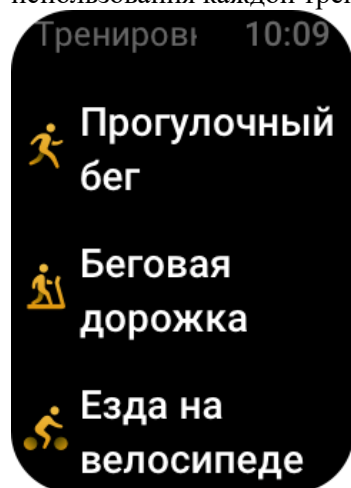 Тренировк 10:09
Прогулочный
бег
Беговая
дорожка
Езда на
велосипеде